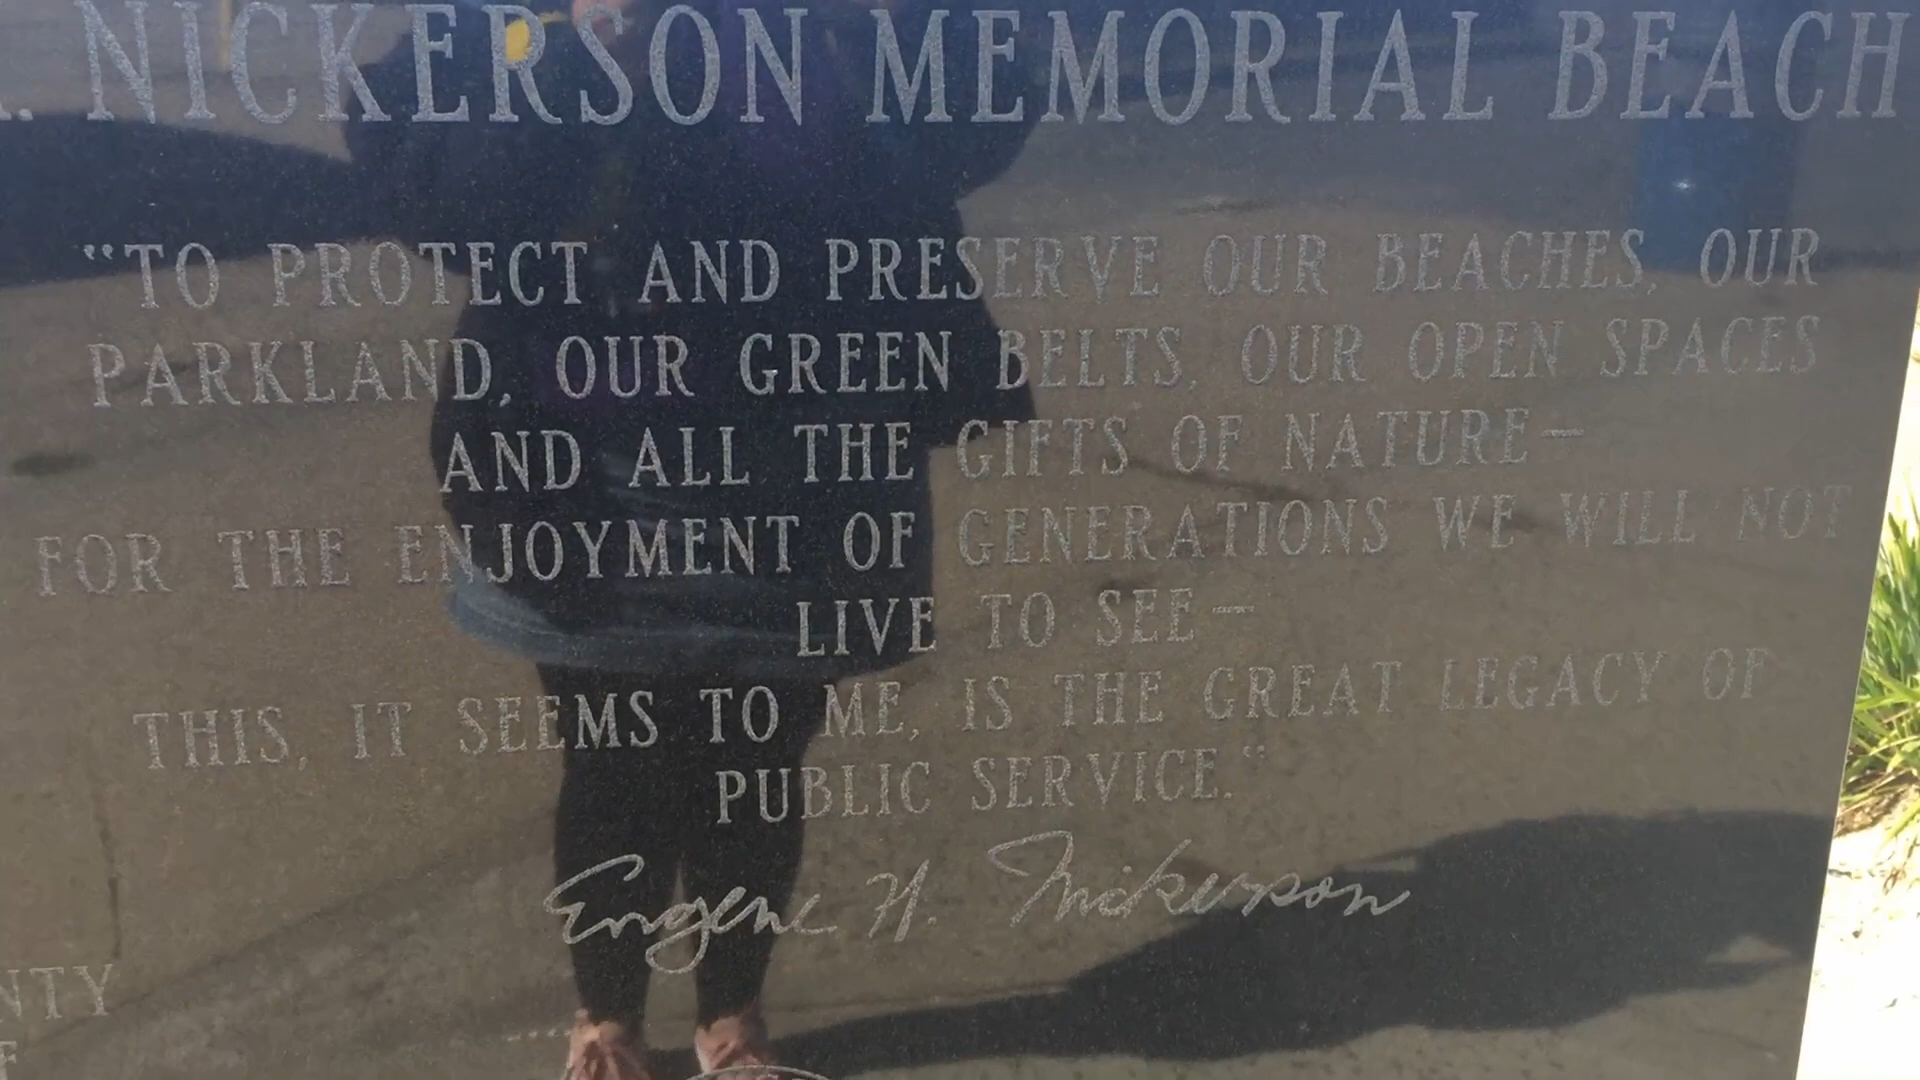 . NICKERSON MEMORIAL BEACH
“TO PROTECT AND PRESERVE OUR BEACHES, OUR
PARKLAND, OUR GREEN BELTS, OUR OPEN SPACES
AND ALL THE GIFTS OF NATURE—
FOR THE ENJOYMENT OF GENERATIONS WE WILL NOT
LIVE TO SEE—
THIS, IT SEEMS TO ME, IS THE GREAT LEGACY OF
PUBLIC SERVICE.“
Eugene H. Nickerson
NTY